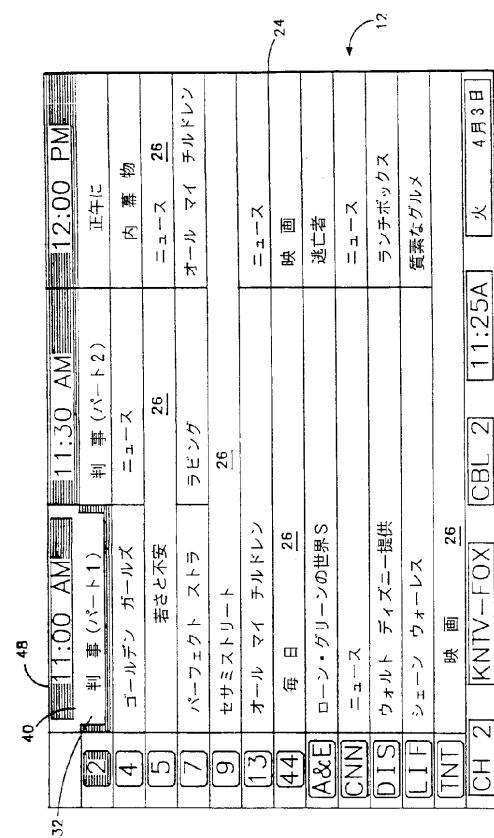 12
24
48
40
32
11:00 AM 11:30 AM 12:00 PM
2 判 事 (パート1) 判 事 (パート2) 正午に
4 ゴールデン ガールズ ニュース 内 幕 物
5 若さと不安 26 ニュース 26
7 パーフェクト ストラ ラビング オール マイ チルドレン
9 セサミストリート 26
13 オール マイ チルドレン ニュース
44 毎 日 26 映 画
A&E ローン・グリーンの世界S 逃亡者
CNN ニュース ニュース
DIS ウォルト ディズニー提供 ランチボックス
LIF シェーン ウォーレス 質素なグルメ
TNT 映 画 26
CH 2 KNTV-FOX CBL 2 11:25A 火 4月3日